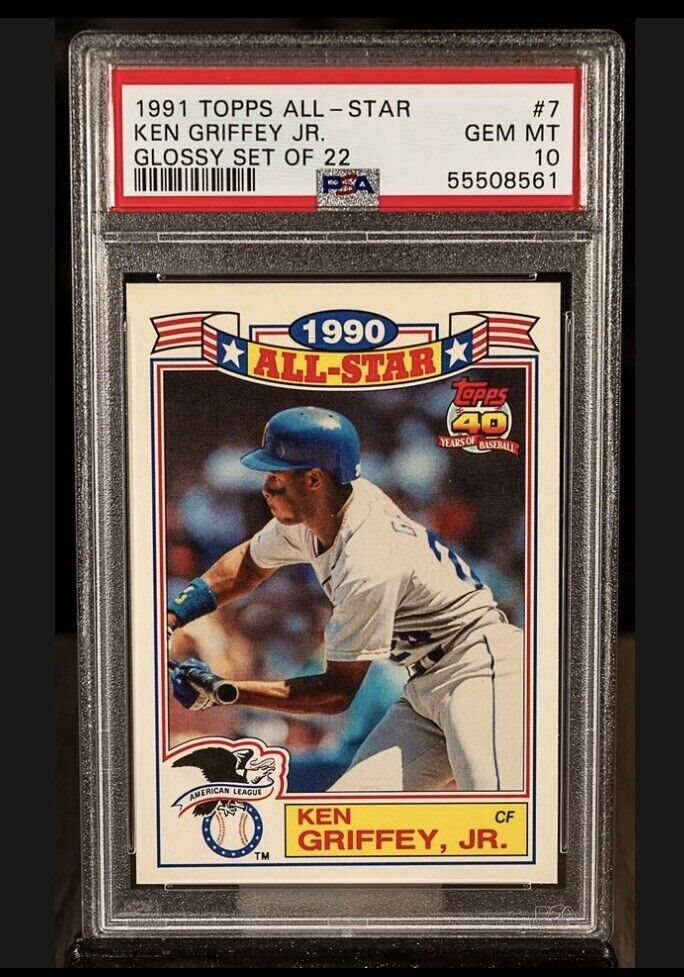 1991 TOPPS ALL-STAR #7
KEN GRIFFEY JR. GEM MT
GLOSSY SET OF 22 10
PSA 55508561
1990
ALL-STAR
Topps
40
YEARS OF BASEBALL
AMERICAN LEAGUE
TM
KEN CF
GRIFFEY, JR.
PSA